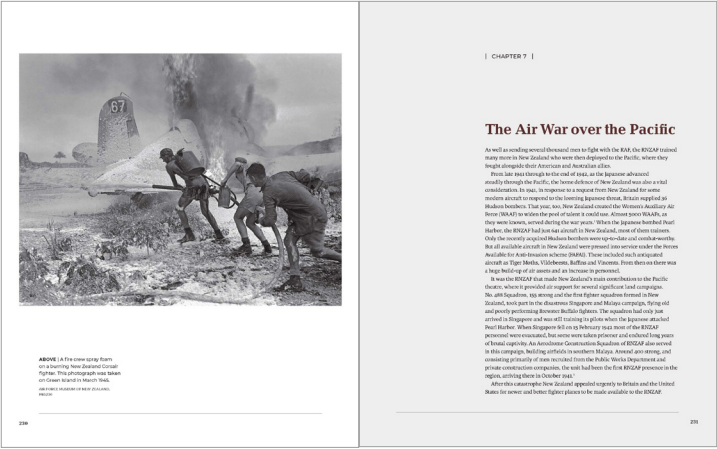 67
ABOVE | A fire crew spray foam
on a burning New Zealand Corsair
fighter. This photograph was taken
on Green Island in March 1945.
AIR FORCE MUSEUM OF NEW ZEALAND,
230
| CHAPTER 7 |
The Air War over the Pacific
As well as sending several thousand men to fight with the RAF, the RNZAF trained
many more in New Zealand who were then deployed to the Pacific, where they
fought alongside their American and Australian allies.
From late 1941 through to the end of 1942, as the Japanese advanced
steadily through the Pacific, the home defence of New Zealand was also a vital
consideration. In 1941, in response to a request from New Zealand for some
modern aircraft to respond to the looming Japanese threat, Britain supplied 36
Hudson bombers. That year, too, New Zealand created the Women's Auxiliary Air
Force (WAAF) to widen the pool of talent it could use. Almost 5000 WAAFs, as
they were known, served during the war years. When the Japanese bombed Pearl
Harbor, the RNZAF had just 641 aircraft in New Zealand, most of them trainers.
Only the recently acquired Hudson bombers were up-to-date and combat-worthy.
But all available aircraft in New Zealand were pressed into service under the Forces
Available for Anti-Invasion scheme (FAFAI). These included such antiquated
aircraft as Tiger Moths, Vildebeests, Baffins and Vincents. From then on there was
a huge build-up of air assets and an increase in personnel.
It was the RNZAF that made New Zealand's main contribution to the Pacific
theatre, where it provided air support for several significant land campaigns.
No. 488 Squadron, 155 strong and the first fighter squadron formed in New
Zealand, took part in the disastrous Singapore and Malaya campaign, flying old
and poorly performing Brewster Buffalo fighters. The squadron had only just
arrived in Singapore and was still training its pilots when the Japanese attacked
Pearl Harbor. When Singapore fell on 15 February 1942 most of the RNZAF
personnel were evacuated, but some were taken prisoner and endured long years
of brutal captivity. An Aerodrome Construction Squadron of RNZAF also served
in this campaign, building airfields in southern Malaya. Around 400 strong, and
consisting primarily of men recruited from the Public Works Department and
private construction companies, the unit had been the first RNZAF presence in the
region, arriving there in October 1941.
After this catastrophe New Zealand appealed urgently to Britain and the United
States for newer and better fighter planes to be made available to the RNZAF.
231